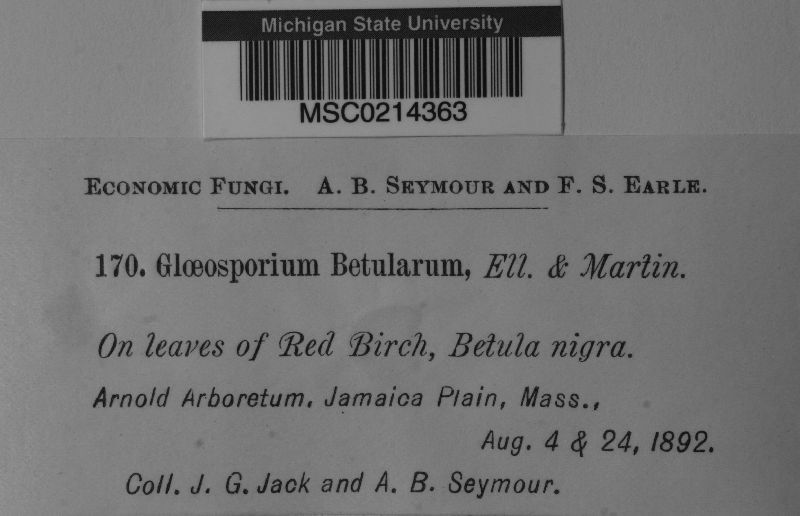 Michigan State University
MSC0214363
Economic Fungi. A. B. Seymour and F. S. Earle.
170. Glœosporium Betularum, Ell. & Martin.
On leaves of Red Birch, Betula nigra.
Arnold Arboretum, Jamaica Plain, Mass.,
Aug. 4 & 24, 1892.
Coll. J. G. Jack and A. B. Seymour.